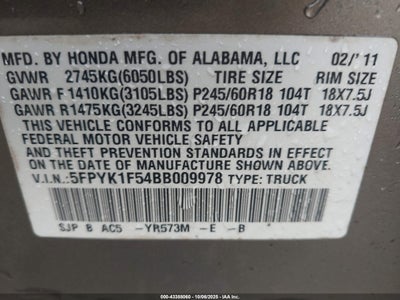 MFD. BY HONDA MFG. OF ALABAMA, LLC 02/'11
GVWR 2745KG(6050LBS) TIRE SIZE RIM SIZE
GAWR F 1410KG(3105LBS) P245/60R18 104T 18X7.5J
GAWR R 1475KG(3245LBS) P245/60R18 104T 18X7.5J
THIS VEHICLE CONFORMS TO ALL APPLICABLE
FEDERAL MOTOR VEHICLE SAFETY
AND THEFT PREVENTION STANDARDS IN EFFECT ON
THE DATE OF MANUFACTURE SHOWN ABOVE.
V.I.N.: 5FPYK1F54BB009978 TYPE: TRUCK
SJP B AC5 -YR573M -E -B
ID: 000-43388060 - 10/06/2025 - © IAA, Inc.